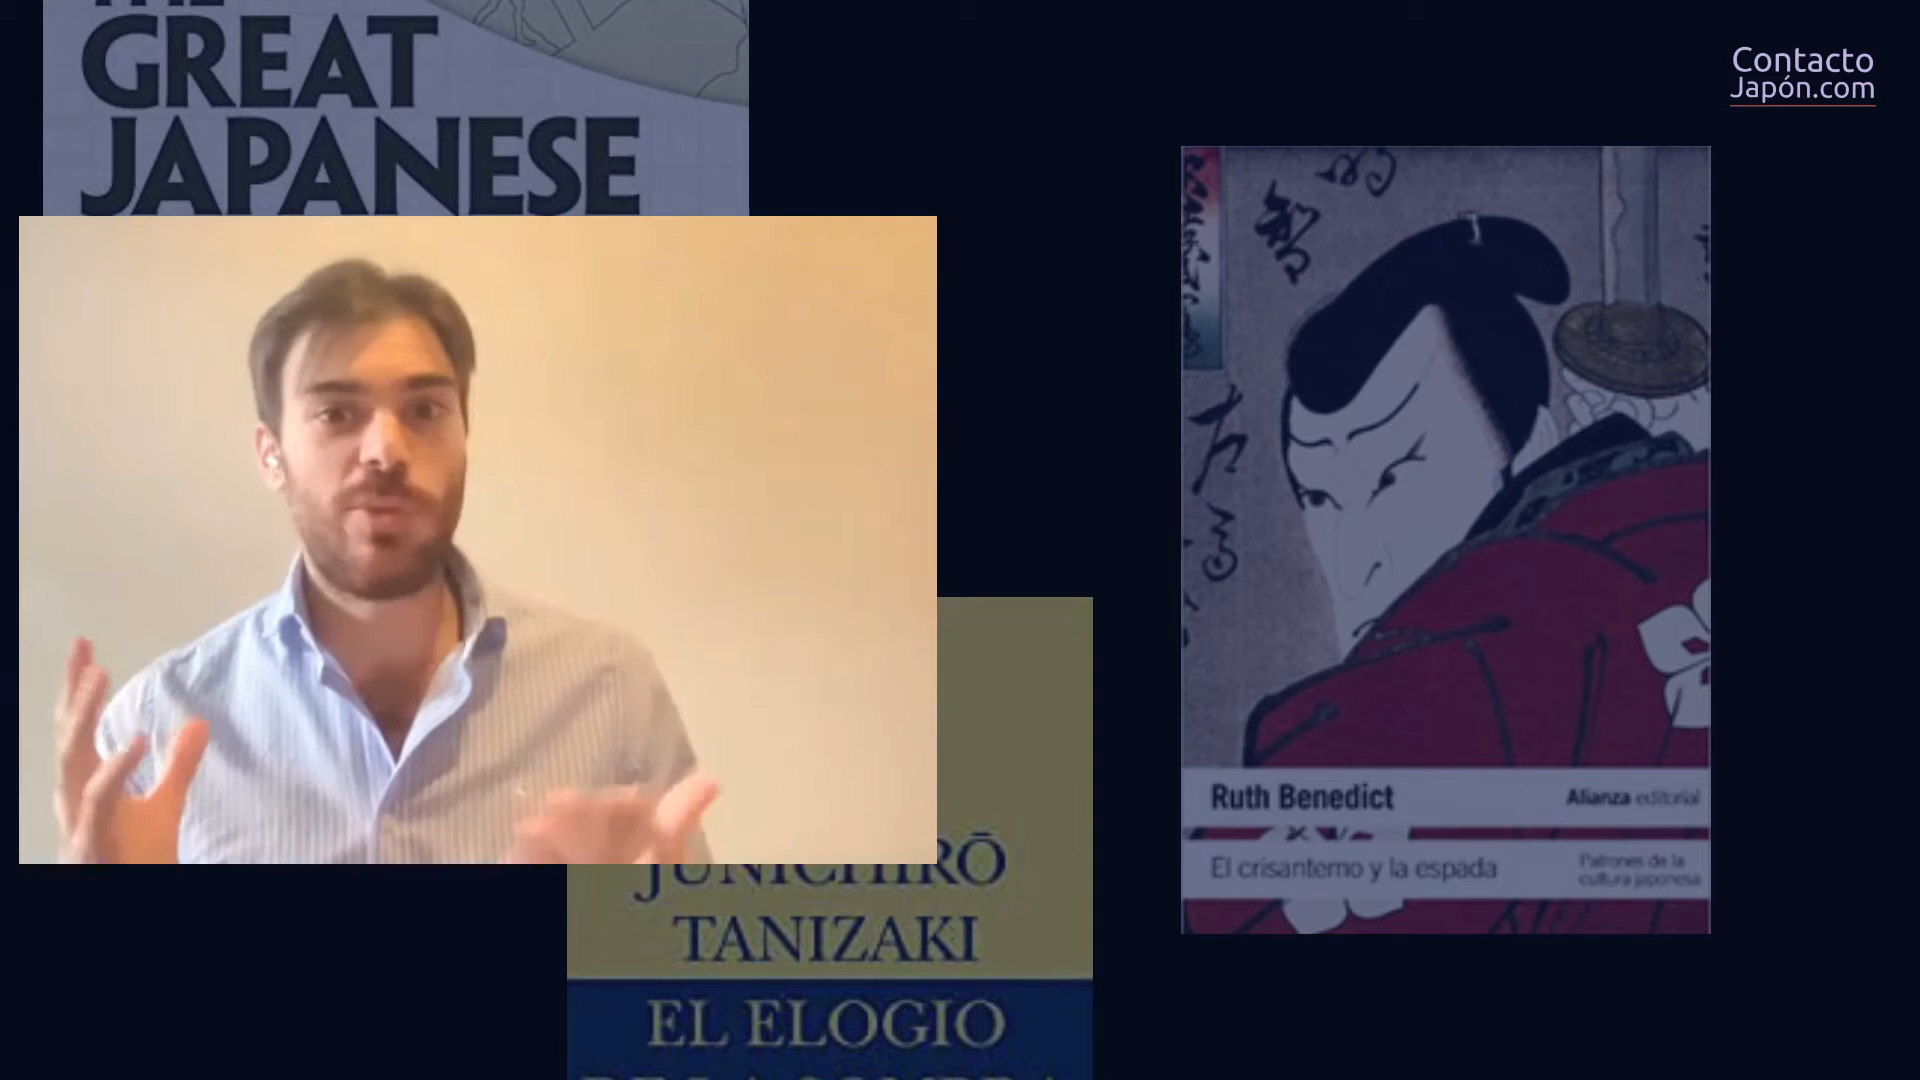 GREAT
JAPANESE
Contacto
Japón.com
Ruth Benedict
Alianza editorial
El crisantemo y la espada
Patrones de la
cultura japonesa
JUNICHIRŌ
TANIZAKI
EL ELOGIO